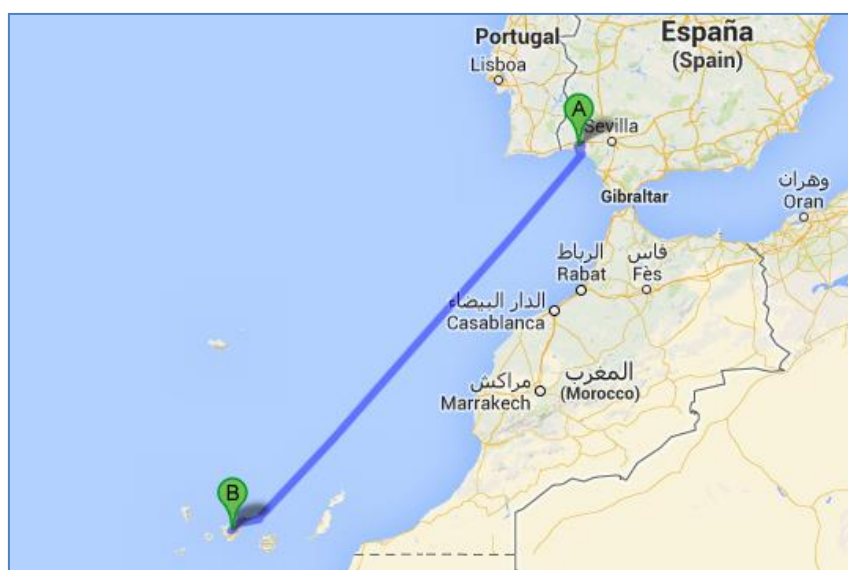 Portugal
España
(Spain)
Lisboa
A
Sevilla
Gibraltar
وهران
Oran
الرباط
Rabat
فاس
Fès
الدار البيضاء
Casablanca
مراكش
Marrakech
المغرب
(Morocco)
B